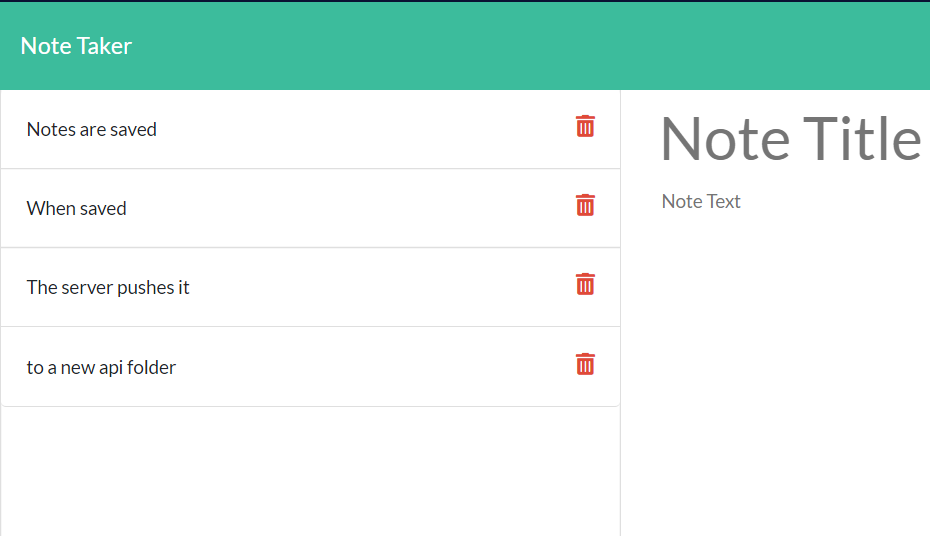 Note Taker
Notes are saved
When saved
The server pushes it
to a new api folder
Note Title
Note Text